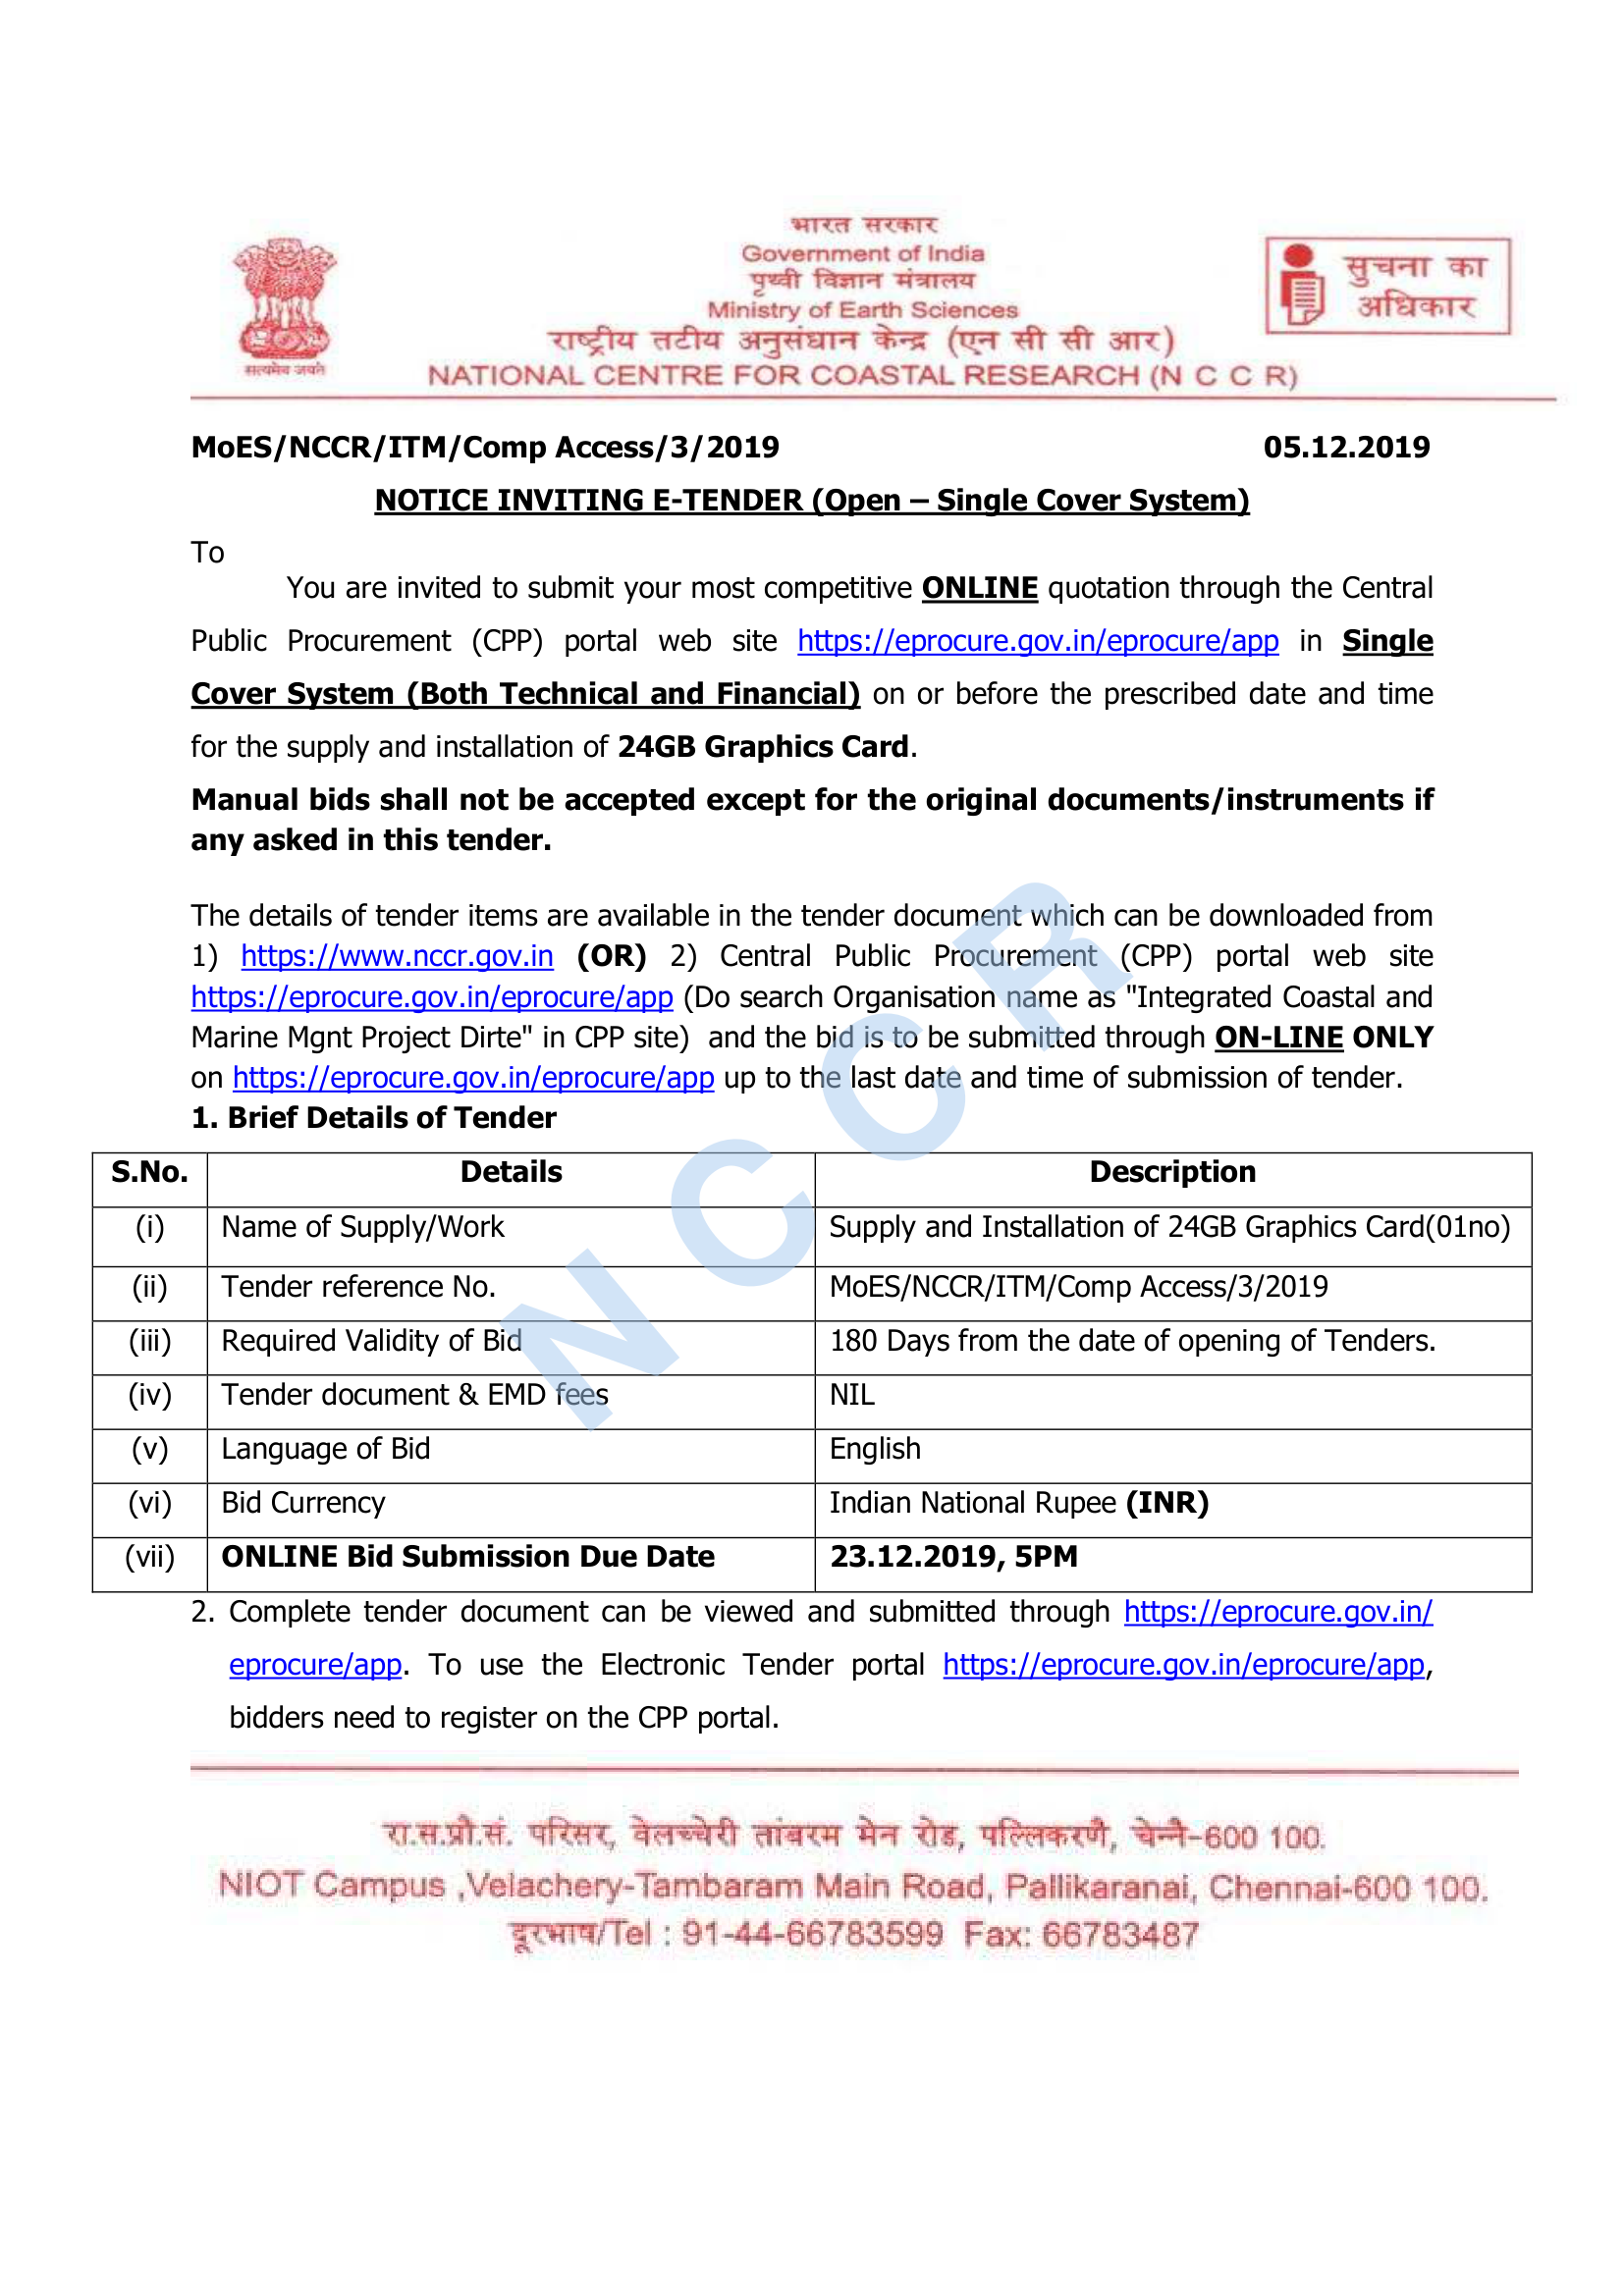 भारत सरकार
Government of India
पृथ्वी विज्ञान मंत्रालय
Ministry of Earth Sciences
राष्ट्रीय तटीय अनुसंधान केन्द्र (एन सी सी आर)
NATIONAL CENTRE FOR COASTAL RESEARCH (N C C R)
सत्यमेव जयते
सुचना का
अधिकार
MoES/NCCR/ITM/Comp Access/3/2019 05.12.2019
NOTICE INVITING E-TENDER (Open – Single Cover System)
To
You are invited to submit your most competitive ONLINE quotation through the Central
Public Procurement (CPP) portal web site https://eprocure.gov.in/eprocure/app in Single
Cover System (Both Technical and Financial) on or before the prescribed date and time
for the supply and installation of 24GB Graphics Card.
Manual bids shall not be accepted except for the original documents/instruments if
any asked in this tender.
The details of tender items are available in the tender document which can be downloaded from
1) https://www.nccr.gov.in (OR) 2) Central Public Procurement (CPP) portal web site
https://eprocure.gov.in/eprocure/app (Do search Organisation name as "Integrated Coastal and
Marine Mgnt Project Dirte" in CPP site) and the bid is to be submitted through ON-LINE ONLY
on https://eprocure.gov.in/eprocure/app up to the last date and time of submission of tender.
1. Brief Details of Tender
S.No. Details Description
(i) Name of Supply/Work Supply and Installation of 24GB Graphics Card(01no)
(ii) Tender reference No. MoES/NCCR/ITM/Comp Access/3/2019
(iii) Required Validity of Bid 180 Days from the date of opening of Tenders.
(iv) Tender document & EMD fees NIL
(v) Language of Bid English
(vi) Bid Currency Indian National Rupee (INR)
(vii) ONLINE Bid Submission Due Date 23.12.2019, 5PM
N C C R
2. Complete tender document can be viewed and submitted through https://eprocure.gov.in/
eprocure/app. To use the Electronic Tender portal https://eprocure.gov.in/eprocure/app,
bidders need to register on the CPP portal.
रा.स.प्रौ.सं. परिसर, वेलच्चेरी तांबरम मेन रोड, पल्लिकरणै, चेन्नै-600 100.
NIOT Campus ,Velachery-Tambaram Main Road, Pallikaranai, Chennai-600 100.
दूरभाष/Tel : 91-44-66783599 Fax: 66783487